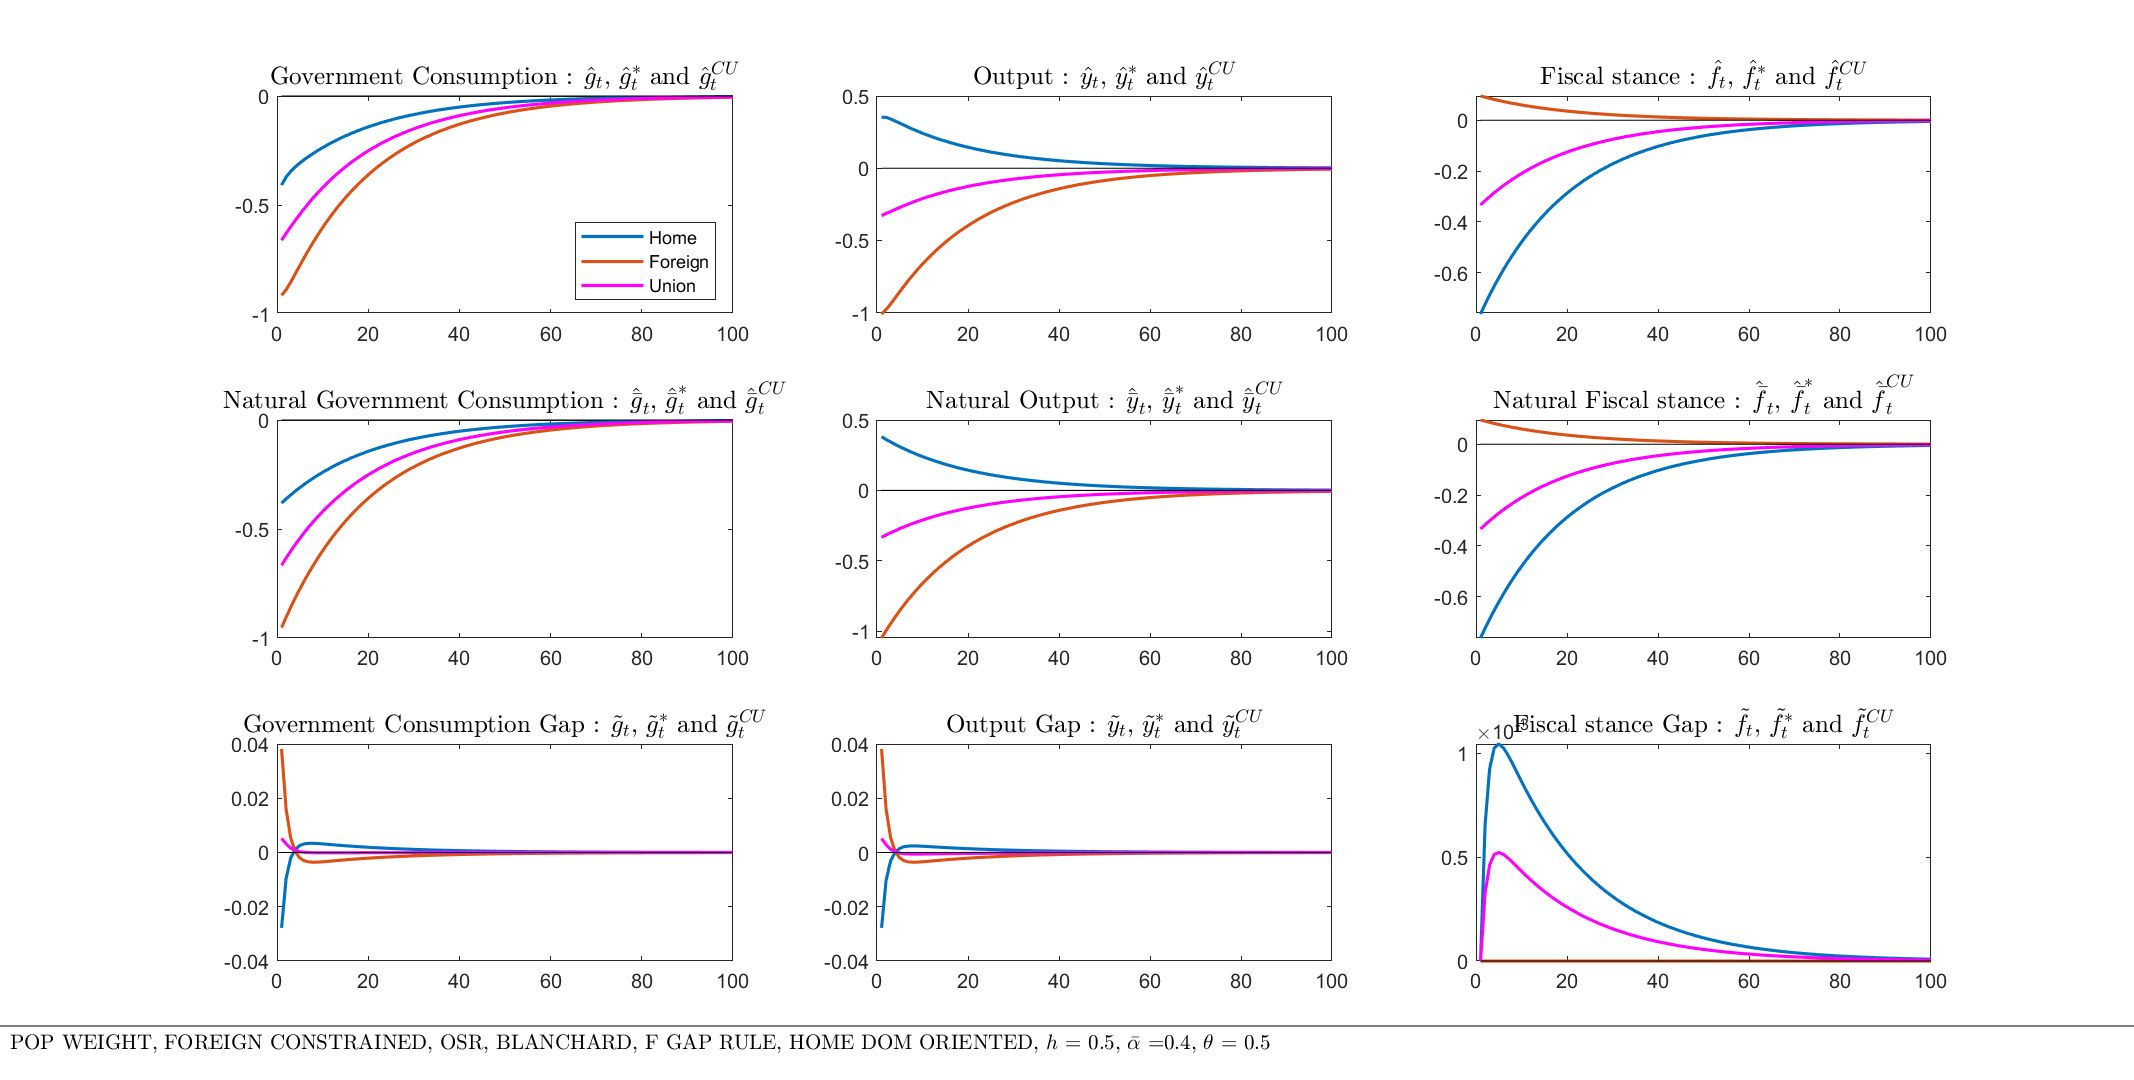 Government Consumption : ĝₜ, ĝₜ* and ĝₜᶜᵁ
Output : ŷₜ, ŷₜ* and ŷₜᶜᵁ
Fiscal stance : f̂ₜ, f̂ₜ* and f̂ₜᶜᵁ
0
-0.5
-1
0 20 40 60 80 100
Home
Foreign
Union
0.5
0
-0.5
-1
0 20 40 60 80 100
0
-0.2
-0.4
-0.6
0 20 40 60 80 100
Natural Government Consumption : ḡ̂ₜ, ḡ̂ₜ* and ḡ̂ₜᶜᵁ
Natural Output : ȳ̂ₜ, ȳ̂ₜ* and ȳ̂ₜᶜᵁ
Natural Fiscal stance : f̄̂ₜ, f̄̂ₜ* and f̄̂ₜᶜᵁ
0
-0.5
-1
0 20 40 60 80 100
0.5
0
-0.5
-1
0 20 40 60 80 100
0
-0.2
-0.4
-0.6
0 20 40 60 80 100
Government Consumption Gap : g̃ₜ, g̃ₜ* and g̃ₜᶜᵁ
Output Gap : ỹₜ, ỹₜ* and ỹₜᶜᵁ
Fiscal stance Gap : f̃ₜ, f̃ₜ* and f̃ₜᶜᵁ
0.04
0.02
0
-0.02
-0.04
0 20 40 60 80 100
0.04
0.02
0
-0.02
-0.04
0 20 40 60 80 100
×10
1
0.5
0
0 20 40 60 80 100
POP WEIGHT, FOREIGN CONSTRAINED, OSR, BLANCHARD, F GAP RULE, HOME DOM ORIENTED, h = 0.5, ᾱ =0.4, θ = 0.5